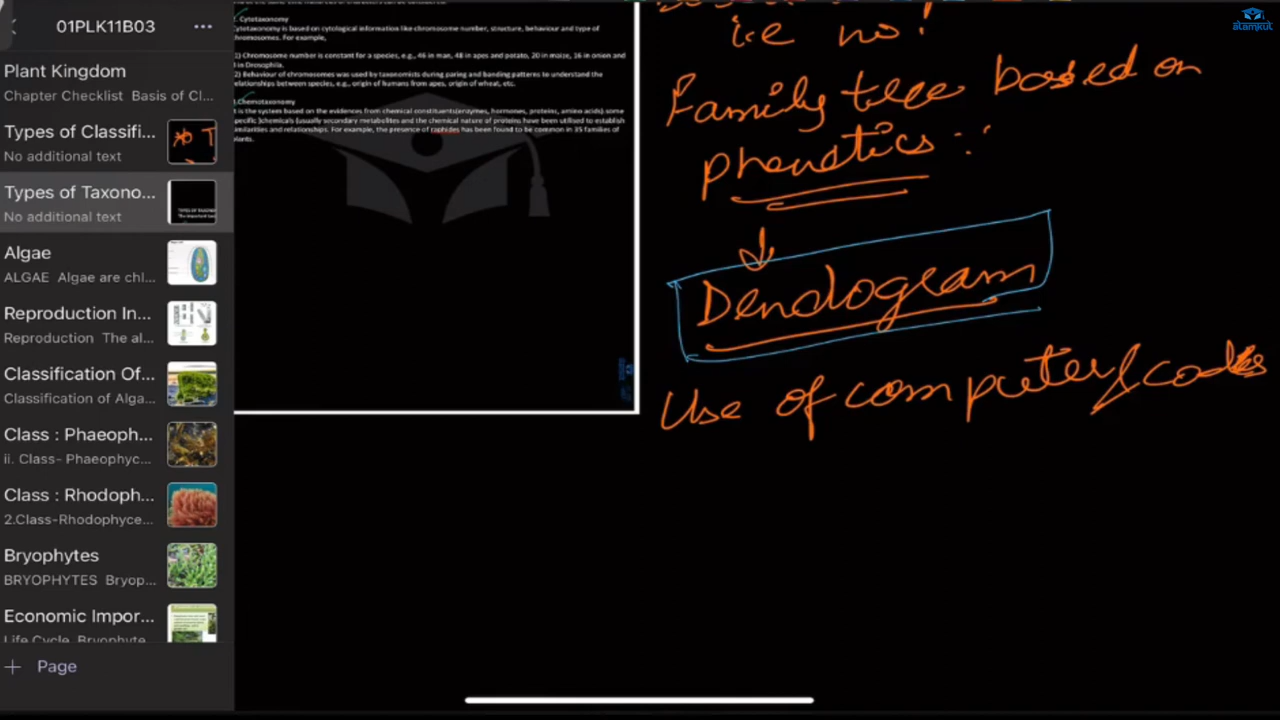 01PLK11B03
...
alamkut
Plant Kingdom
Chapter Checklist Basis of Cl...
Types of Classifi...
No additional text
Types of Taxono...
No additional text
Algae
ALGAE Algae are chl...
Reproduction In...
Reproduction The al...
Classification Of...
Classification of Alga...
Class : Phaeoph...
ii. Class- Phaeophyc...
Class : Rhodoph...
2.Class-Rhodophyce...
Bryophytes
BRYOPHYTES Bryop...
Economic Impor...
Life Cycle, Bryophyte
+ Page
Cytotaxonomy
Cytotaxonomy is based on cytological information like chromosome number, structure, behaviour and type of
chromosomes. For example,
1) Chromosome number is constant for a species, e.g., 46 in man, 48 in apes and potato, 20 in maize, 16 in onion and
in Drosophila.
2) Behaviour of chromosomes was used by taxonomists during paring and banding patterns to understand the
relationships between species, e.g., origin of humans from apes, origin of wheat, etc.
Chemotaxonomy
is the system based on the evidences from chemical constituents(enzymes, hormones, proteins, amino acids) some
specific )chemicals (usually secondary metabolites and the chemical nature of proteins have been utilised to establish
similarities and relationships. For example, the presence of raphides has been found to be common in 35 families of
plants.
i.e no!
Family tree based on
phenetics
Dendogram
Use of computer/codes